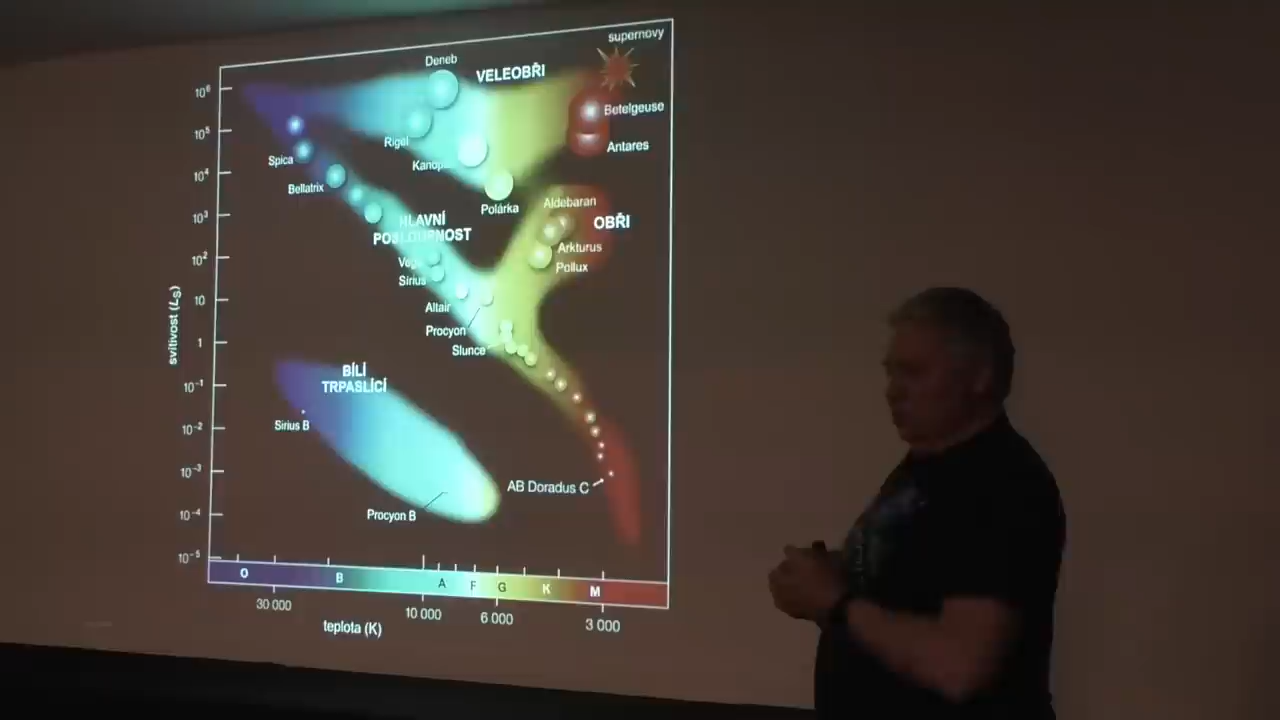 supernovy
Deneb
VELEOBŘI
Betelgeuse
Rigel
Antares
Spica
Bellatrix
Polárka
Aldebaran
OBŘI
HLAVNÍ
POSLOUPNOST
Arkturus
Pollux
Sirius
Altair
Procyon
Slunce
BÍLÍ
TRPASLÍCÍ
Sirius B
AB Doradus C
Procyon B
svítivost (L_S)
10⁶
10⁵
10⁴
10³
10²
10
1
10⁻¹
10⁻²
10⁻³
10⁻⁴
10⁻⁵
O B A F G K M
30 000 10 000 6 000 3 000
teplota (K)